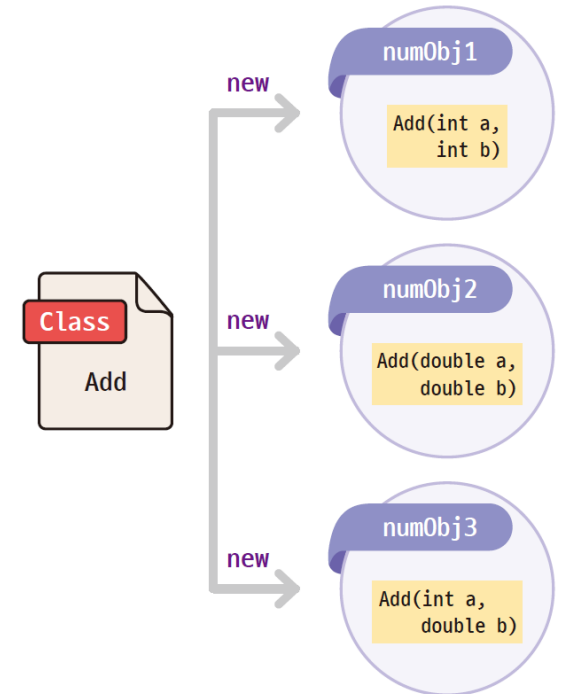 Class
Add
new
numObj1
Add(int a,
int b)
new
numObj2
Add(double a,
double b)
new
numObj3
Add(int a,
double b)